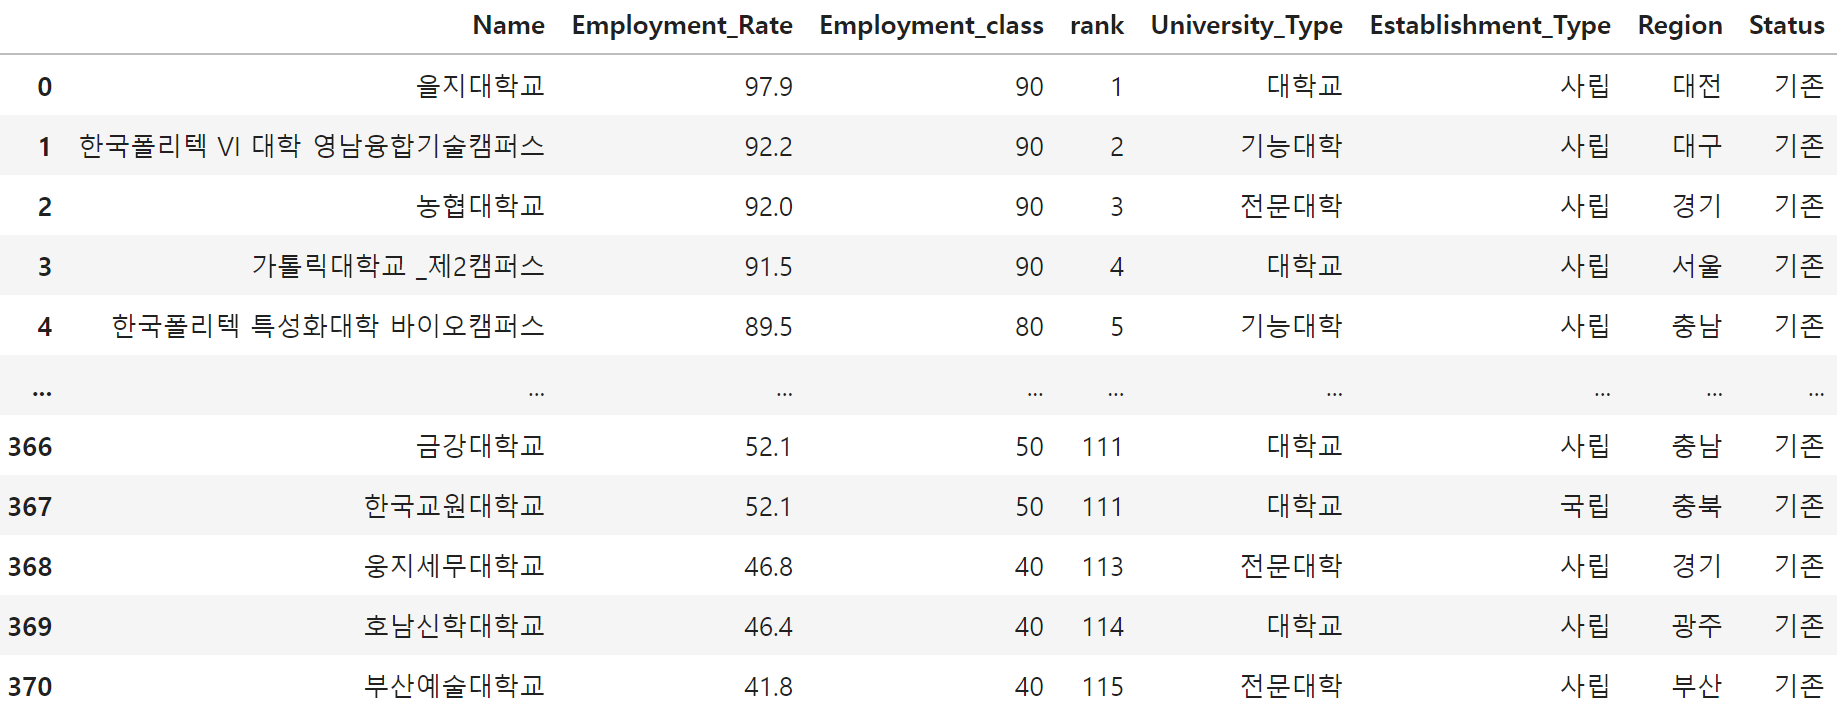 Name Employment_Rate Employment_class rank University_Type Establishment_Type Region Status
0 을지대학교 97.9 90 1 대학교 사립 대전 기존
1 한국폴리텍 VI 대학 영남융합기술캠퍼스 92.2 90 2 기능대학 사립 대구 기존
2 농협대학교 92.0 90 3 전문대학 사립 경기 기존
3 가톨릭대학교 _제2캠퍼스 91.5 90 4 대학교 사립 서울 기존
4 한국폴리텍 특성화대학 바이오캠퍼스 89.5 80 5 기능대학 사립 충남 기존
... ... ... ... ... ... ... ... ...
366 금강대학교 52.1 50 111 대학교 사립 충남 기존
367 한국교원대학교 52.1 50 111 대학교 국립 충북 기존
368 웅지세무대학교 46.8 40 113 전문대학 사립 경기 기존
369 호남신학대학교 46.4 40 114 대학교 사립 광주 기존
370 부산예술대학교 41.8 40 115 전문대학 사립 부산 기존